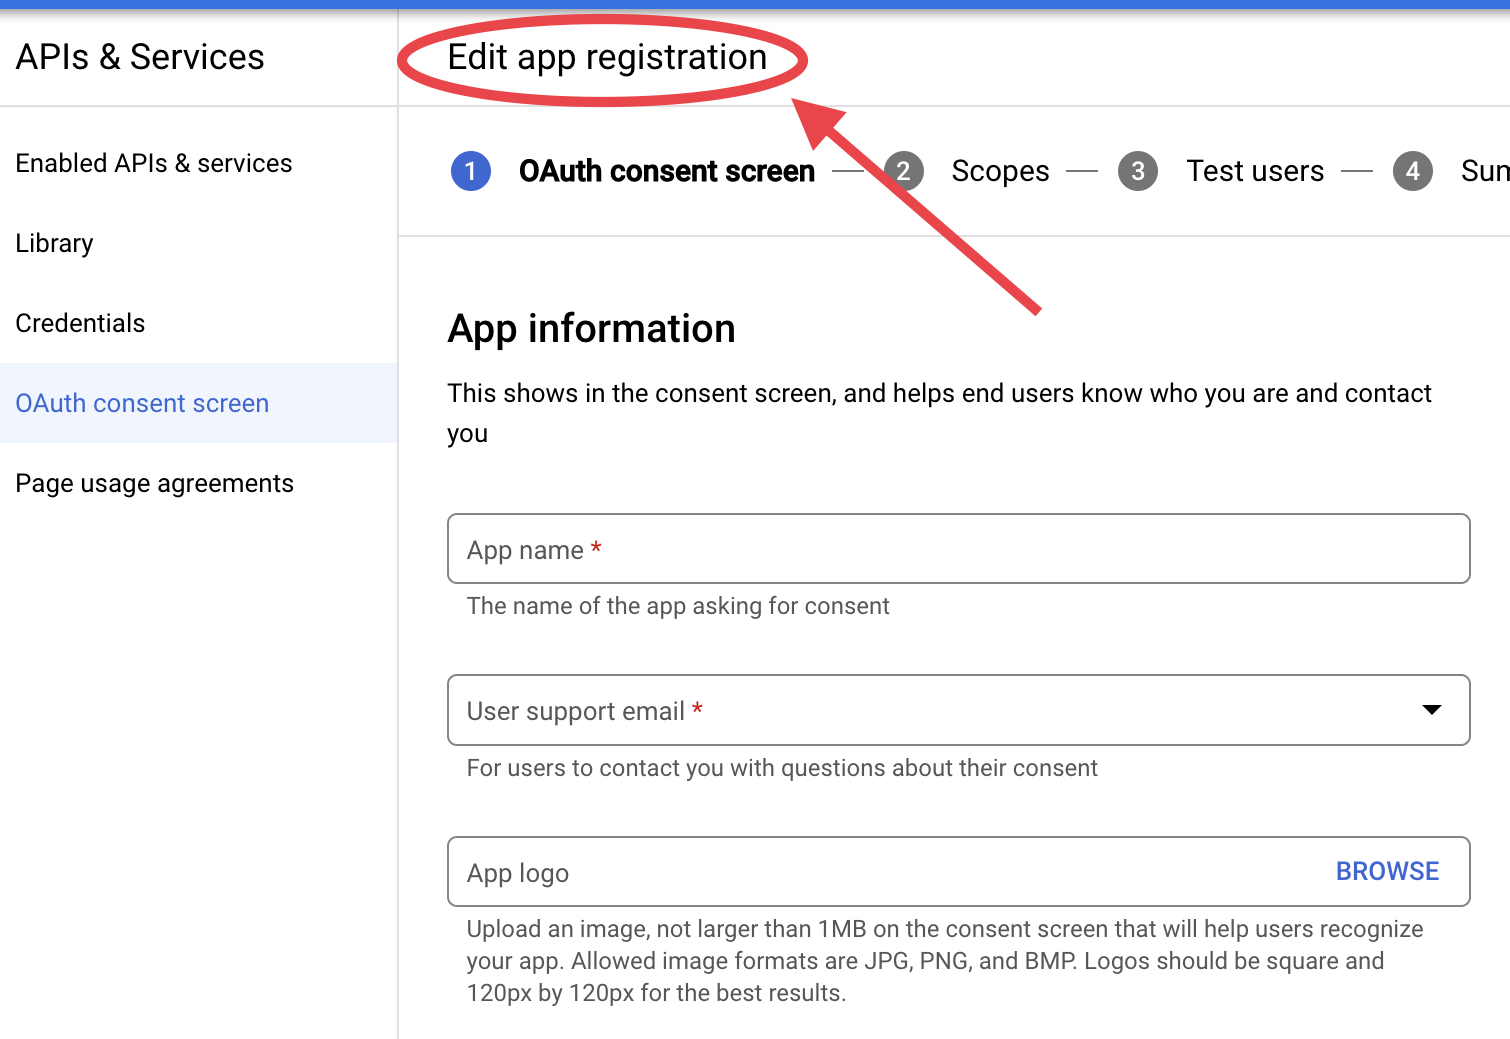 APIs & Services
Edit app registration
Enabled APIs & services
Library
Credentials
OAuth consent screen
Page usage agreements
1 OAuth consent screen — 2 Scopes — 3 Test users — 4
App information
This shows in the consent screen, and helps end users know who you are and contact
you
App name *
The name of the app asking for consent
User support email *
For users to contact you with questions about their consent
App logo BROWSE
Upload an image, not larger than 1MB on the consent screen that will help users recognize
your app. Allowed image formats are JPG, PNG, and BMP. Logos should be square and
120px by 120px for the best results.